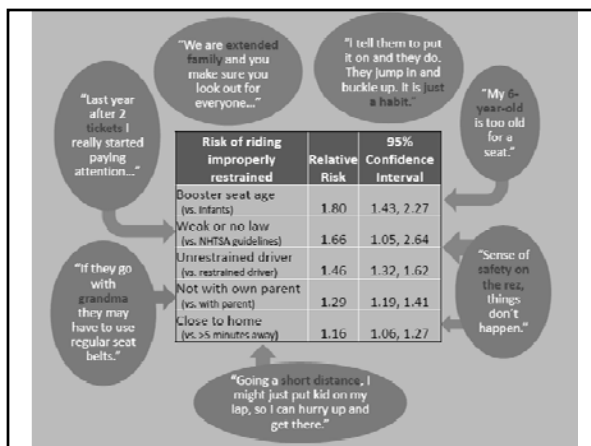 "We are extended
family and you
make sure you
look out for
everyone..."
"I tell them to put
it on and they do.
They jump in and
buckle up. It is just
a habit."
"Last year
after 2
tickets I
really started
paying
attention..."
"My 6-
year-old
is too old
for a
seat."
Risk of riding improperly restrained | Relative Risk | 95% Confidence Interval
Booster seat age (vs. infants) 1.80 1.43, 2.27
Weak or no law (vs. NHTSA guidelines) 1.66 1.05, 2.64
Unrestrained driver (vs. restrained driver) 1.46 1.32, 1.62
Not with own parent (vs. with parent) 1.29 1.19, 1.41
Close to home (vs. >5 minutes away) 1.16 1.06, 1.27
"If they go
with
grandma
they may
have to use
regular seat
belts."
"Sense of
safety on
the rez,
things
don't
happen."
"Going a short distance, I
might just put kid on my
lap, so I can hurry up and
get there."